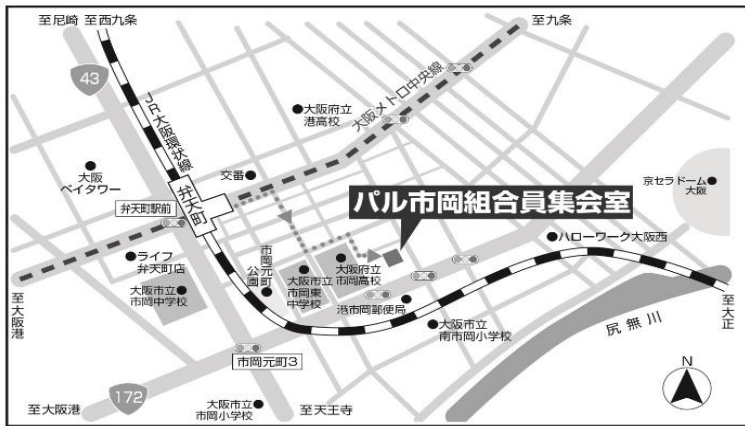 至尼崎 至西九条
至九条
43
JR大阪環状線
大阪府立
港高校
大阪メトロ中央線
大阪
ベイタワー
交番
弁天町
弁天町駅前
京セラドーム
大阪
パル市岡組合員集会室
ハローワーク大阪西
ライフ
弁天町店
市岡元町
公園
大阪市立
市岡東
中学校
大阪府立
市岡高校
大阪市立
市岡中学校
港市岡郵便局
至大阪港
至大正
大阪市立
南市岡小学校
尻無川
市岡元町3
N
172
至大阪港
大阪市立
市岡小学校
至天王寺